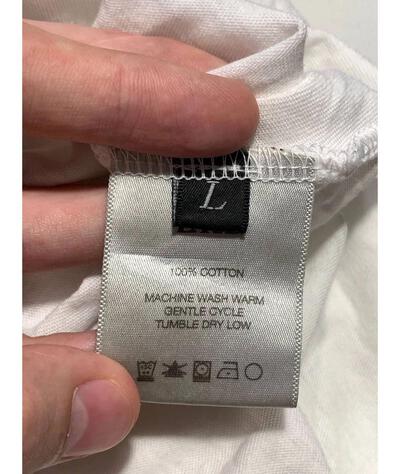 L
100% COTTON
MACHINE WASH WARM
GENTLE CYCLE
TUMBLE DRY LOW